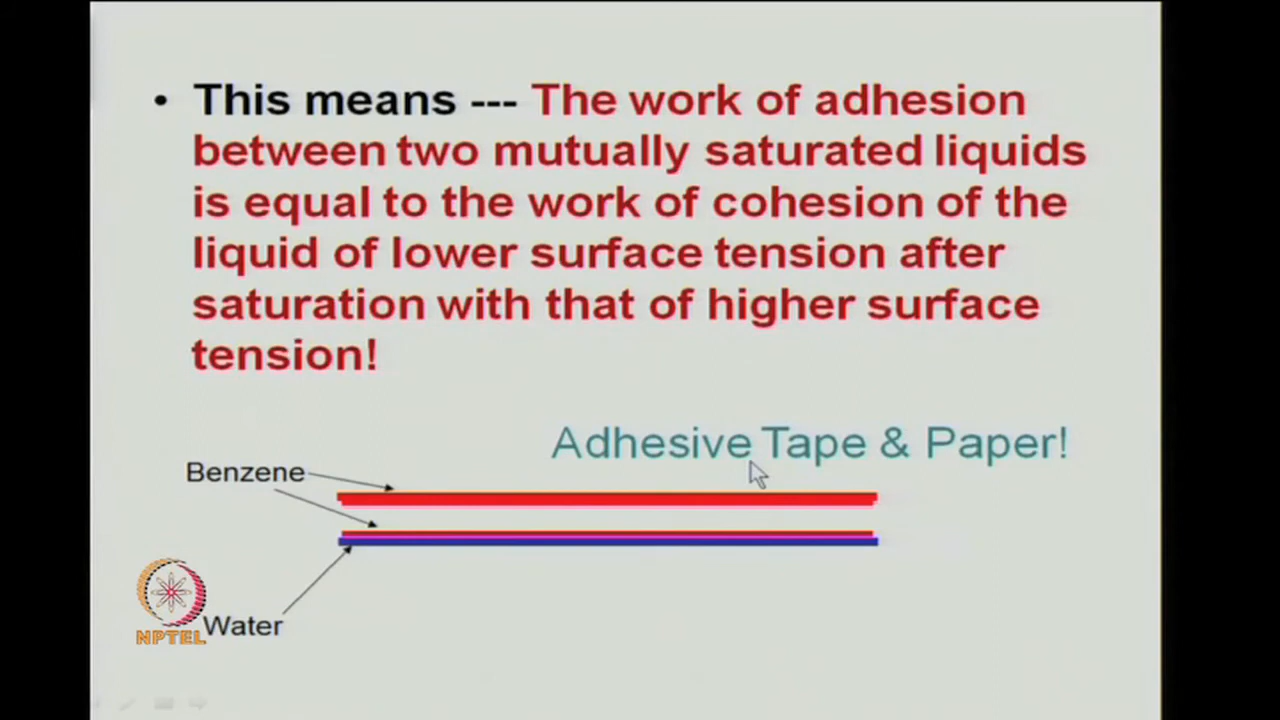 • This means --- The work of adhesion
between two mutually saturated liquids
is equal to the work of cohesion of the
liquid of lower surface tension after
saturation with that of higher surface
tension!
Adhesive Tape & Paper!
Benzene
Water
NPTEL